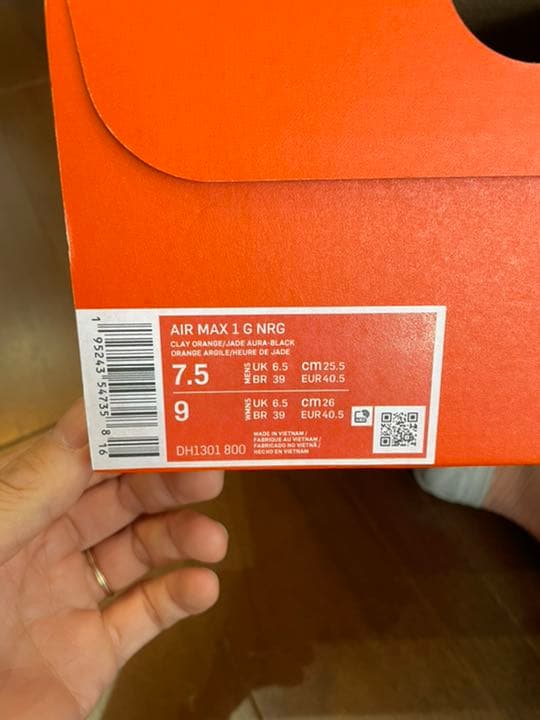 AIR MAX 1 G NRG
CLAY ORANGE/JADE AURA-BLACK
ORANGE ARGILE/HEURE DE JADE
7.5 MENS UK 6.5 cm 25.5
BR 39 EUR 40.5
9 WMNS UK 6.5 cm 26
BR 39 EUR 40.5
DH1301 800
MADE IN VIETNAM /
FABRIQUE AU VIETNAM /
FABRICADO NO VIETNÃ /
HECHO EN VIETNAM
1 95243 54735 8 16